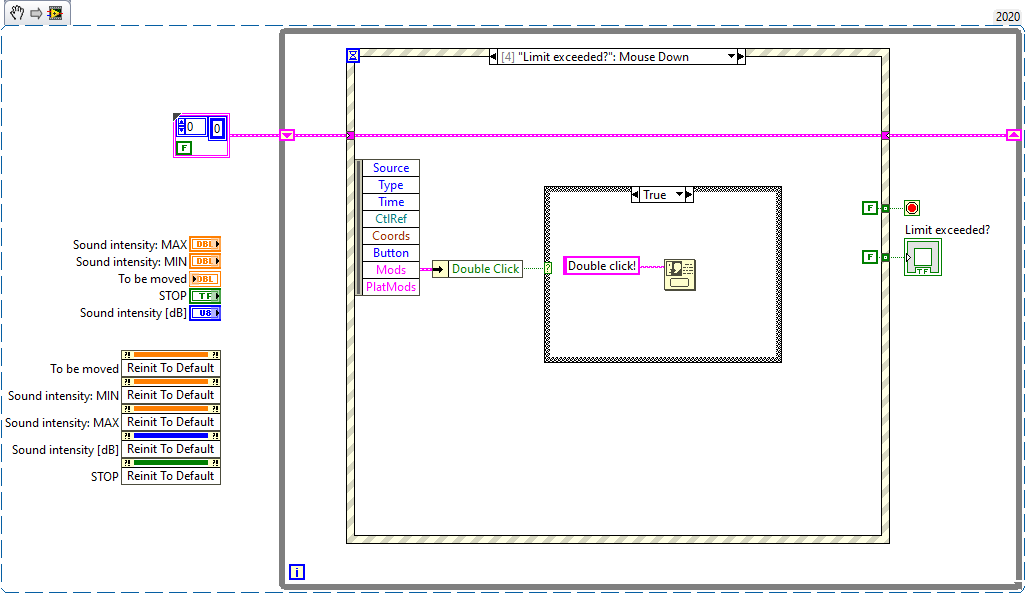 2020
[4] "Limit exceeded?": Mouse Down
0
0
F
Source
Type
Time
CtlRef
Coords
Button
Mods
PlatMods
Double Click
?
True
Double click!
F
Limit exceeded?
F
TF
Sound intensity: MAX DBL
Sound intensity: MIN DBL
To be moved DBL
STOP TF
Sound intensity [dB] U8
?! ?!
To be moved Reinit To Default
?! ?!
Sound intensity: MIN Reinit To Default
?! ?!
Sound intensity: MAX Reinit To Default
?! ?!
Sound intensity [dB] Reinit To Default
?! ?!
STOP Reinit To Default
i